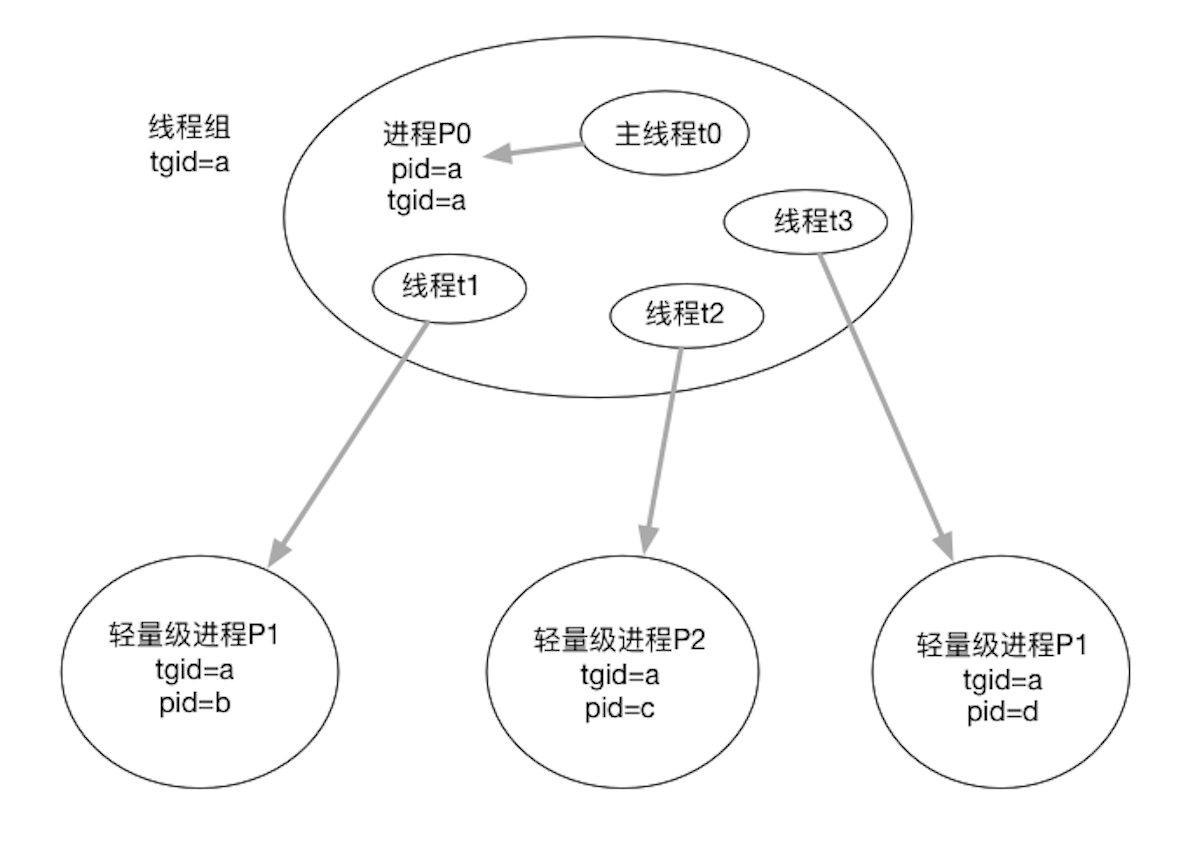 线程组
tgid=a
进程P0
pid=a
tgid=a
主线程t0
线程t3
线程t1
线程t2
轻量级进程P1
tgid=a
pid=b
轻量级进程P2
tgid=a
pid=c
轻量级进程P1
tgid=a
pid=d